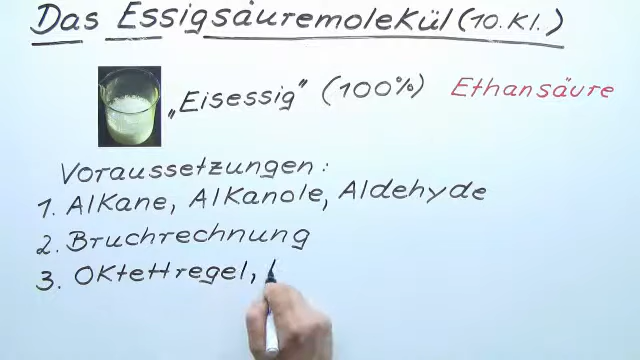 Das Essigsäuremolekül (10. Kl.)
„Eisessig" (100%) Ethansäure
Voraussetzungen:
1. Alkane, Alkanole, Aldehyde
2. Bruchrechnung
3. Oktettregel,